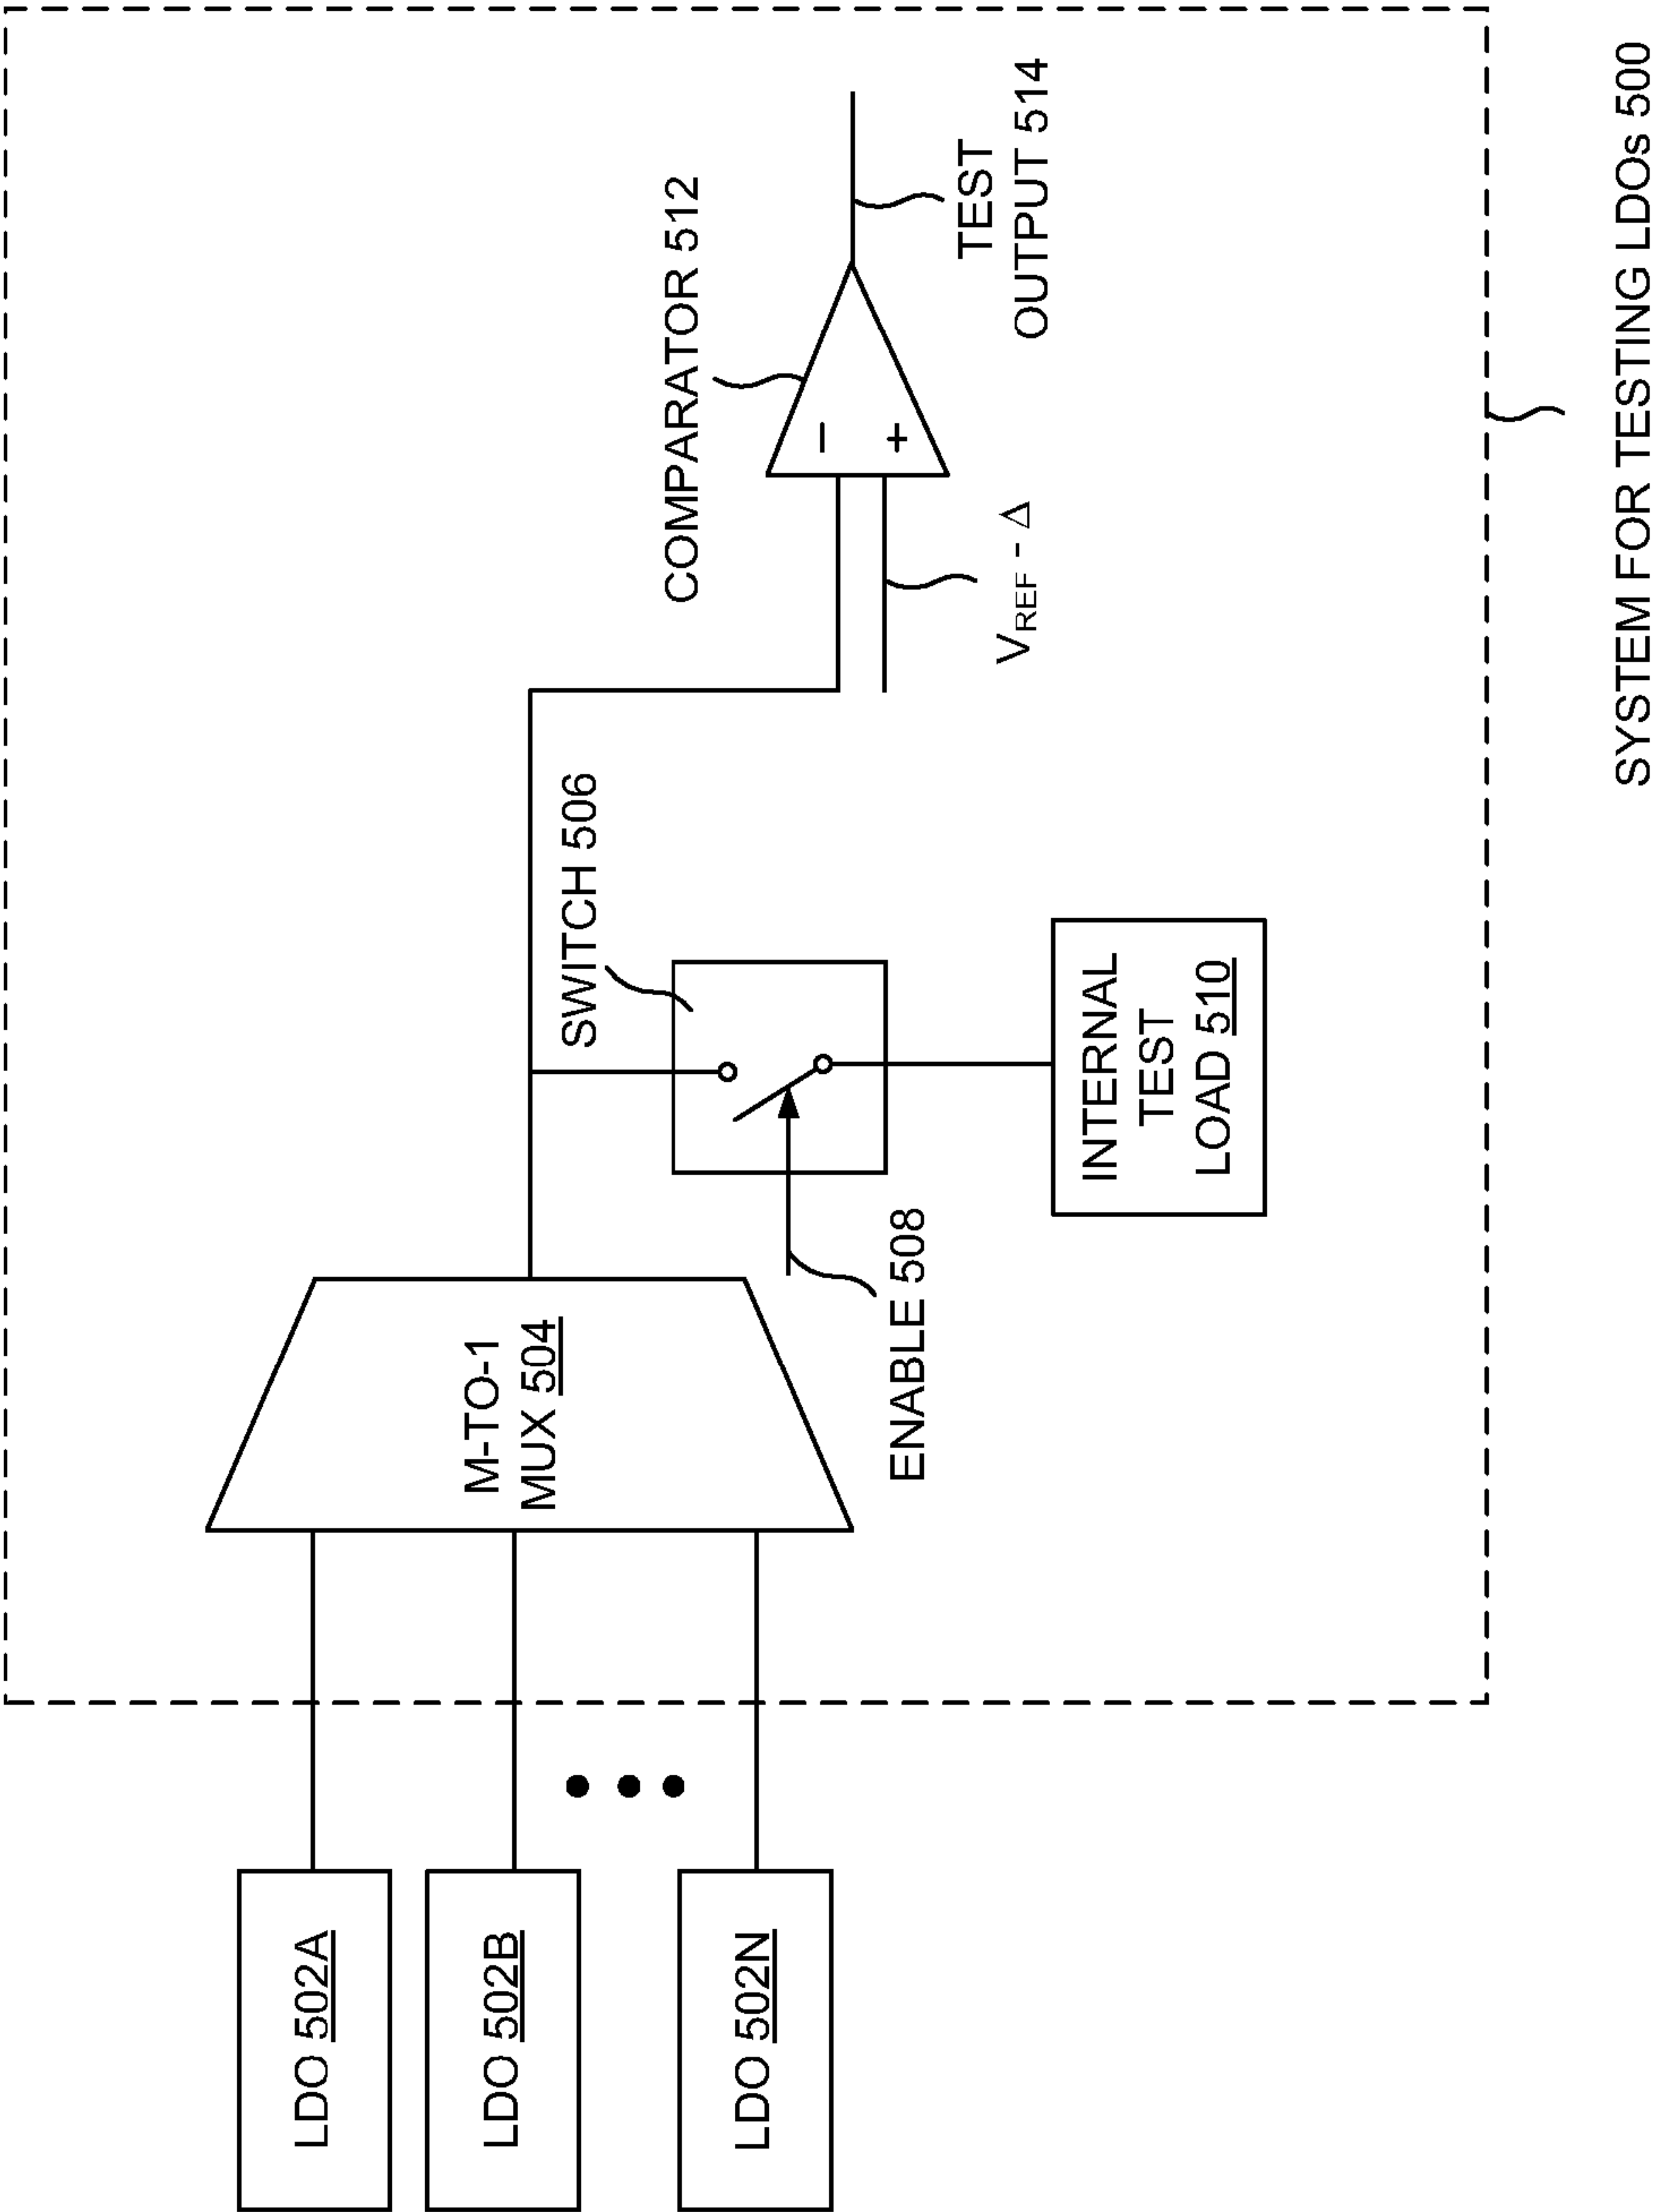 LDO 502A
LDO 502B
LDO 502N
M-TO-1
MUX 504
SWITCH 506
ENABLE 508
INTERNAL
TEST
LOAD 510
COMPARATOR 512
−
+
VREF - Δ
TEST
OUTPUT 514
SYSTEM FOR TESTING LDOs 500